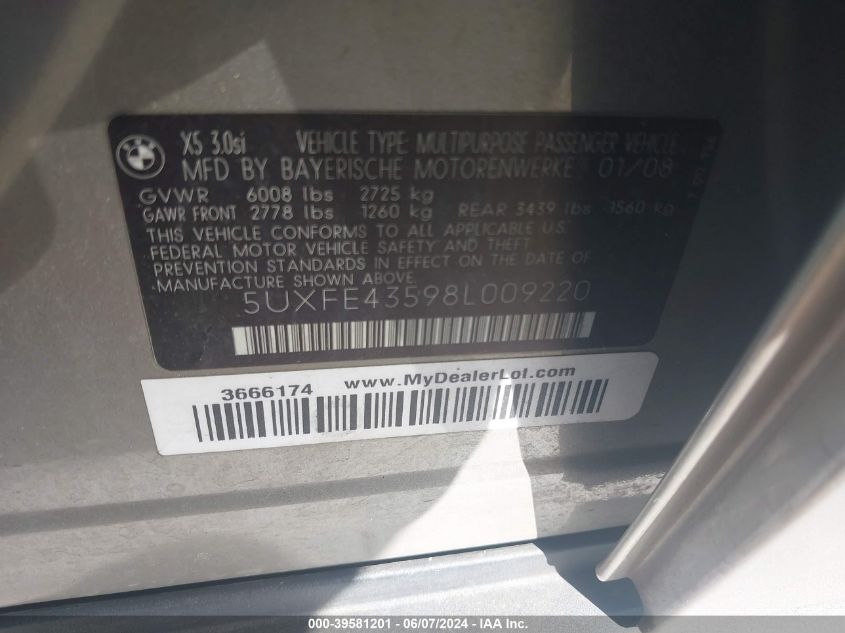 BMW
X5 3.0si VEHICLE TYPE MULTIPURPOSE PASSENGER VEHICLE
MFD BY BAYERISCHE MOTORENWERKE 01/08
GVWR 6008 lbs 2725 kg
GAWR FRONT 2778 lbs 1260 kg REAR 3439 lbs 1560 kg
THIS VEHICLE CONFORMS TO ALL APPLICABLE U.S.
FEDERAL MOTOR VEHICLE SAFETY AND THEFT
PREVENTION STANDARDS IN EFFECT ON THE DATE OF
MANUFACTURE SHOWN ABOVE
5UXFE43598L009220
3666174 www.MyDealerLot.com
000-39581201 - 06/07/2024 - IAAI.com